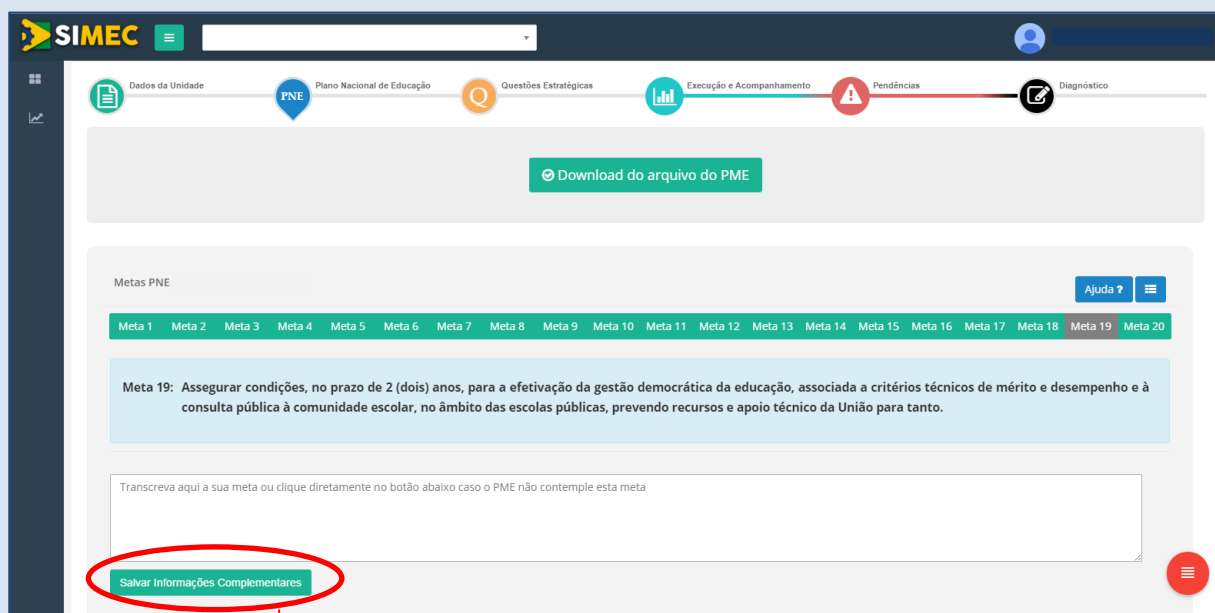 SIMEC
Dados da Unidade
PNE
Plano Nacional de Educação
Q
Questões Estratégicas
Execução e Acompanhamento
Pendências
Diagnóstico
Download do arquivo do PME
Metas PNE
Ajuda ?
Meta 1 Meta 2 Meta 3 Meta 4 Meta 5 Meta 6 Meta 7 Meta 8 Meta 9 Meta 10 Meta 11 Meta 12 Meta 13 Meta 14 Meta 15 Meta 16 Meta 17 Meta 18 Meta 19 Meta 20
Meta 19: Assegurar condições, no prazo de 2 (dois) anos, para a efetivação da gestão democrática da educação, associada a critérios técnicos de mérito e desempenho e à
consulta pública à comunidade escolar, no âmbito das escolas públicas, prevendo recursos e apoio técnico da União para tanto.
Transcreva aqui a sua meta ou clique diretamente no botão abaixo caso o PME não contemple esta meta
Salvar Informações Complementares